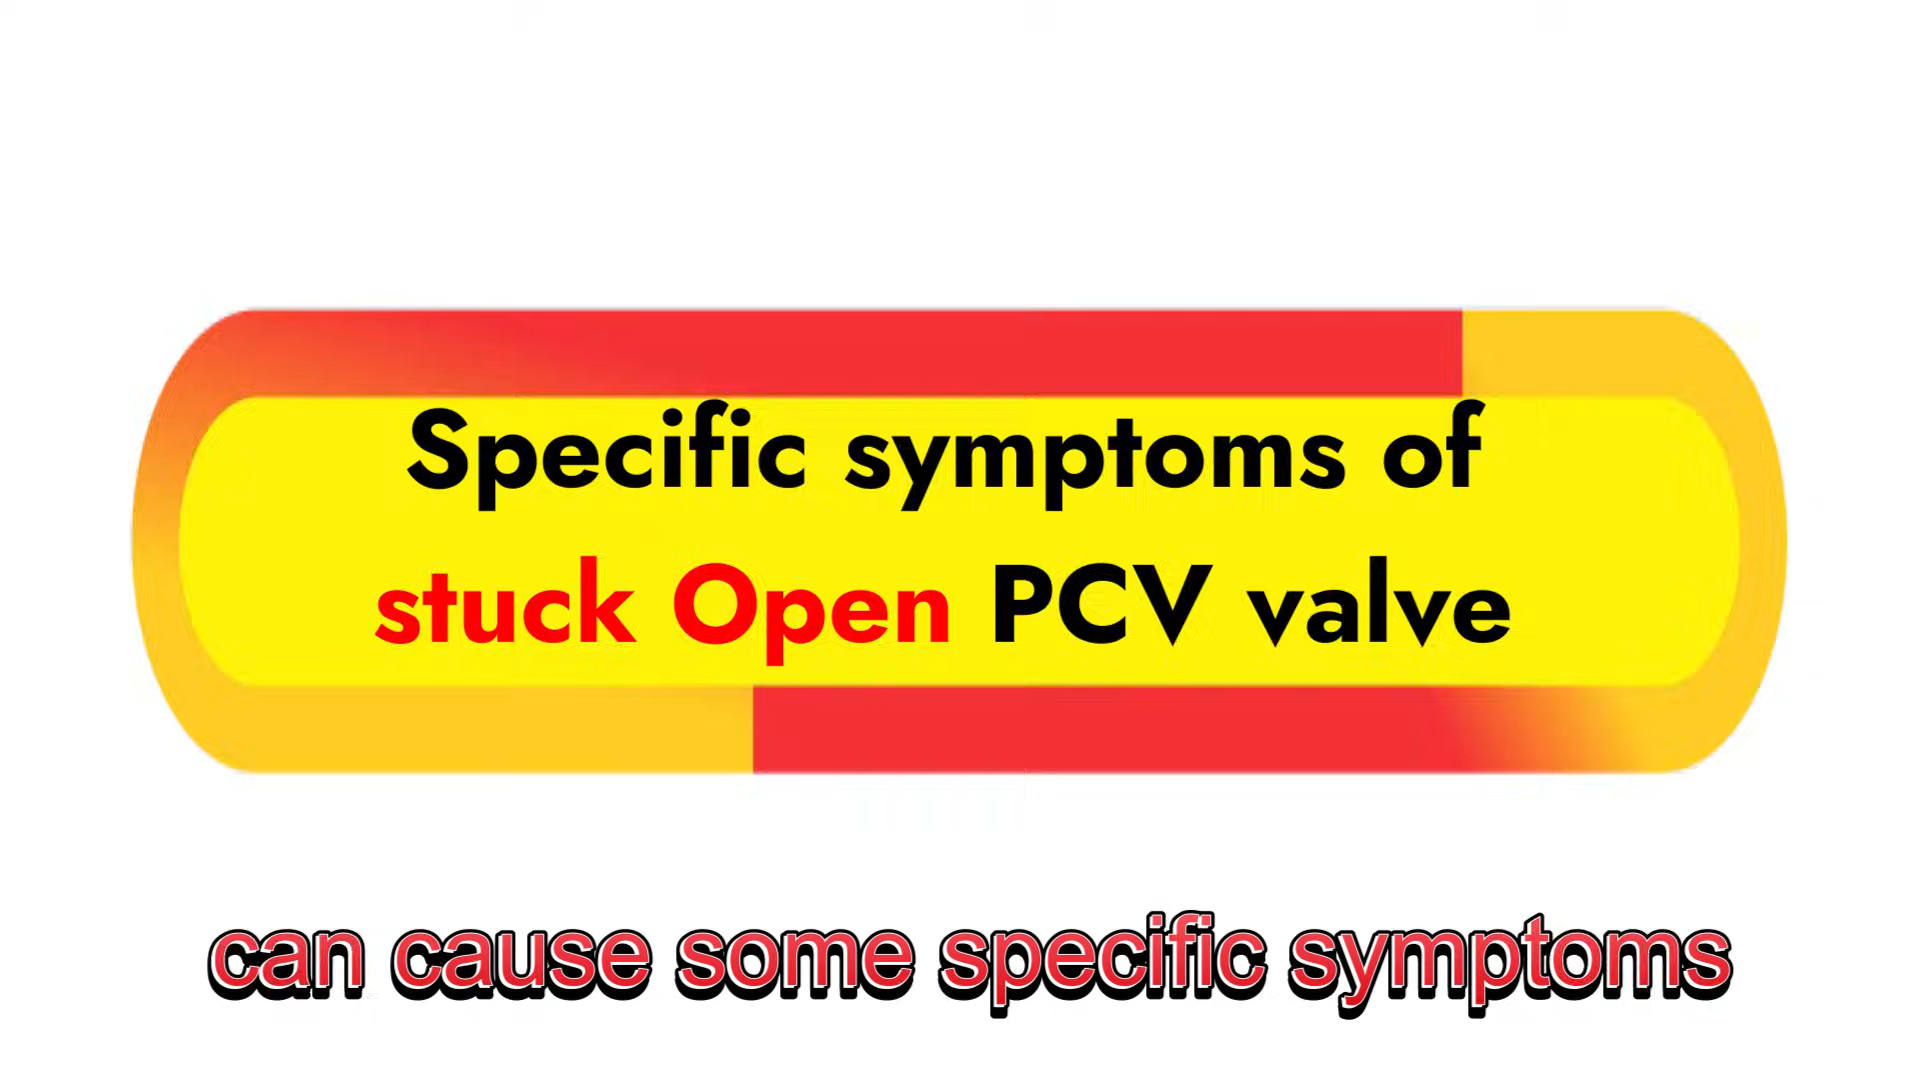 Specific symptoms of
stuck Open PCV valve
can cause some specific symptoms